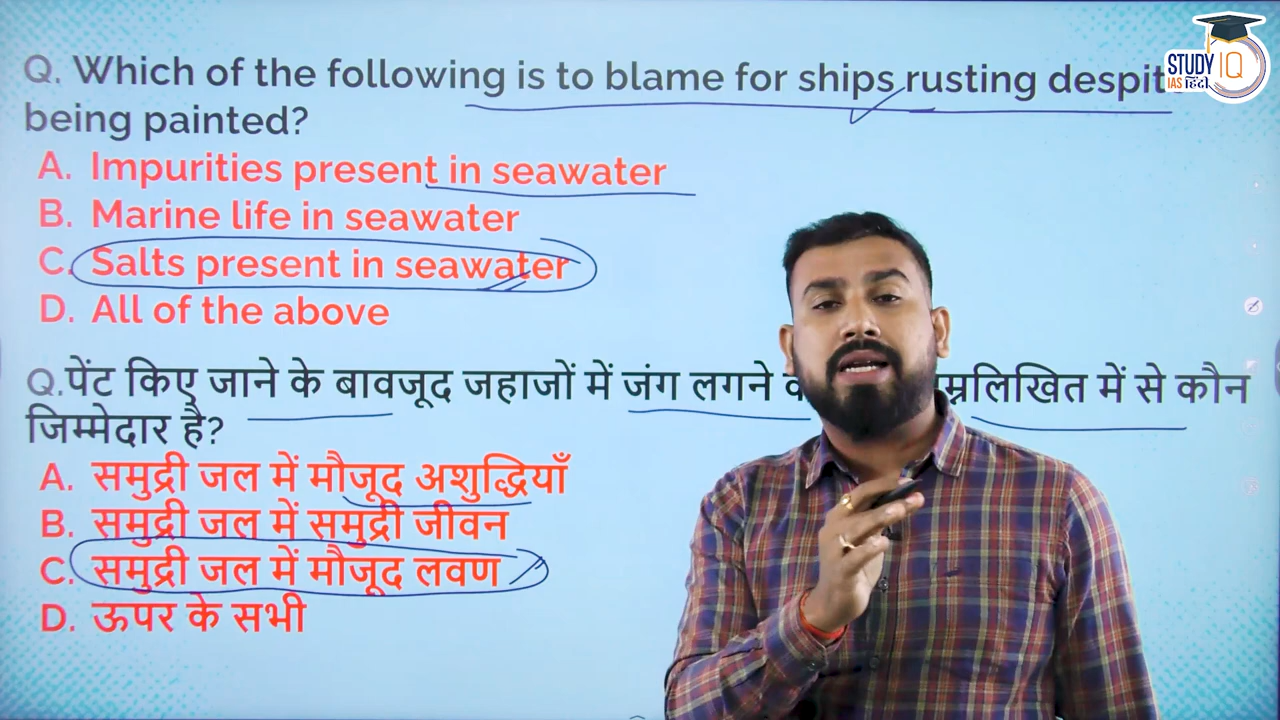 STUDY IQ
IAS हिंदी
Q. Which of the following is to blame for ships rusting
being painted?
A. Impurities present in seawater
B. Marine life in seawater
C. Salts present in seawater
D. All of the above
Q.पेंट किए जाने के बावजूद जहाजों में जंग लगने में से कौन
जिम्मेदार है?
A. समुद्री जल में मौजूद अशुद्धियाँ
B. समुद्री जल में समुद्री जीवन
C. समुद्री जल में मौजूद लवण
D. ऊपर के सभी